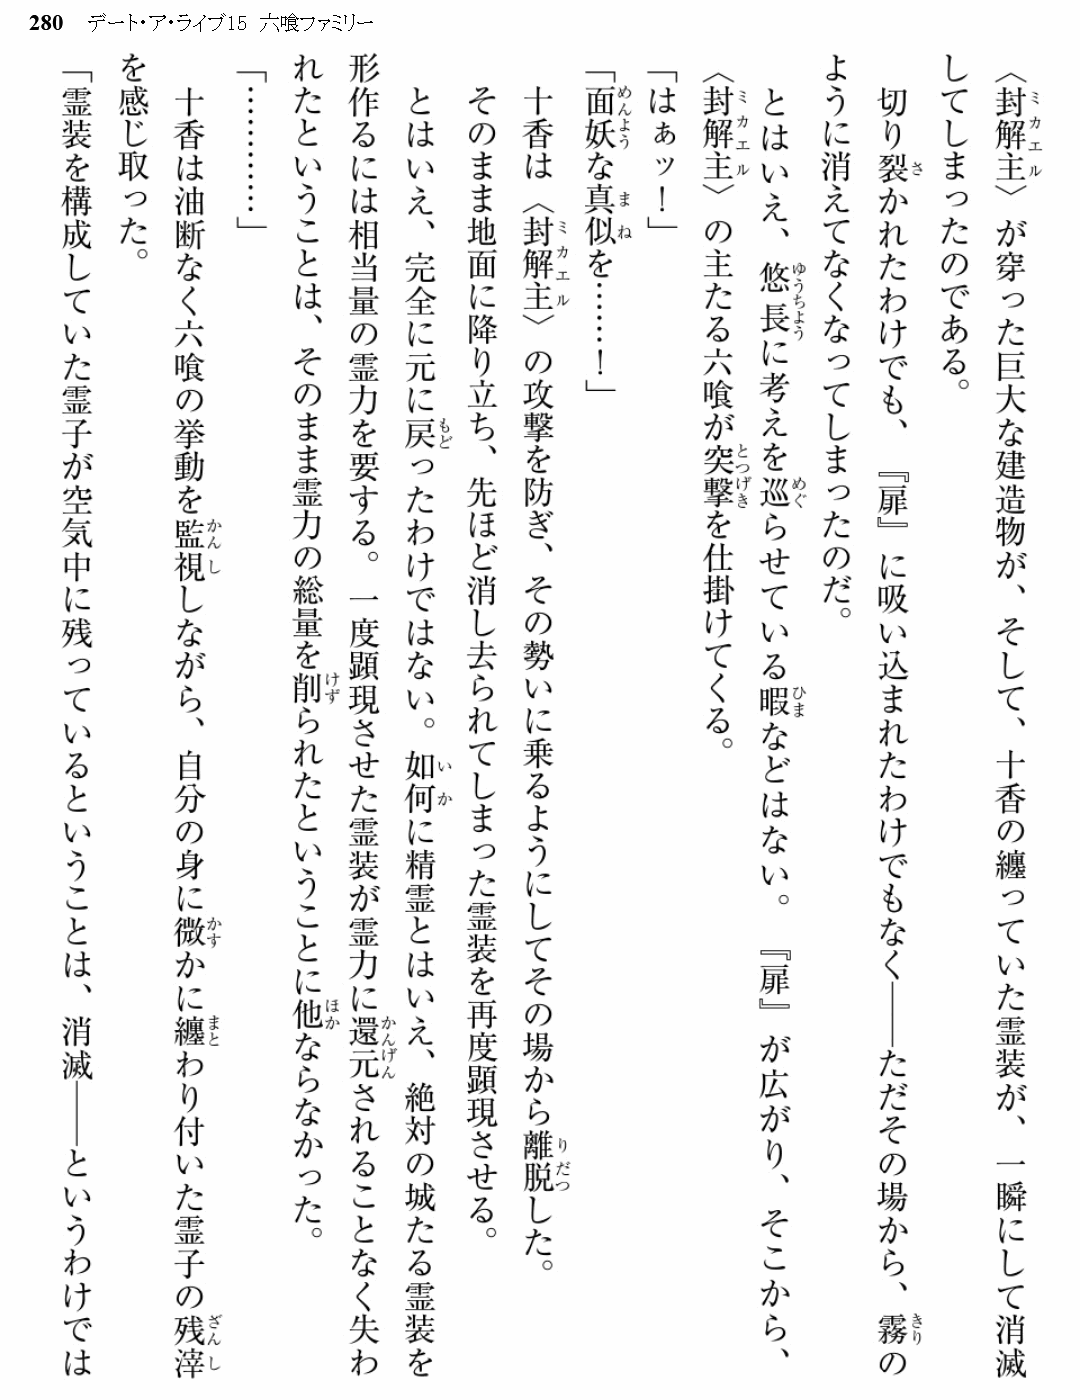 280 デート・ア・ライブ15 六喰ファミリー
〈封解主〉が穿った巨大な建造物が、そして、十香の纏っていた霊装が、一瞬にして消滅
してしまったのである。
切り裂かれたわけでも、『扉』に吸い込まれたわけでもなく――ただその場から、霧の
ように消えてなくなってしまったのだ。
とはいえ、悠長に考えを巡らせている暇などはない。『扉』が広がり、そこから、
〈封解主〉の主たる六喰が突撃を仕掛けてくる。
「はぁッ！」
「面妖な真似を……！」
十香は〈封解主〉の攻撃を防ぎ、その勢いに乗るようにしてその場から離脱した。
そのまま地面に降り立ち、先ほど消し去られてしまった霊装を再度顕現させる。
とはいえ、完全に元に戻ったわけではない。如何に精霊とはいえ、絶対の城たる霊装を
形作るには相当量の霊力を要する。一度顕現させた霊装が霊力に還元されることなく失わ
れたということは、そのまま霊力の総量を削られたということに他ならなかった。
「…………」
十香は油断なく六喰の挙動を監視しながら、自分の身に微かに纏わり付いた霊子の残滓
を感じ取った。
「霊装を構成していた霊子が空気中に残っているということは、消滅――というわけでは